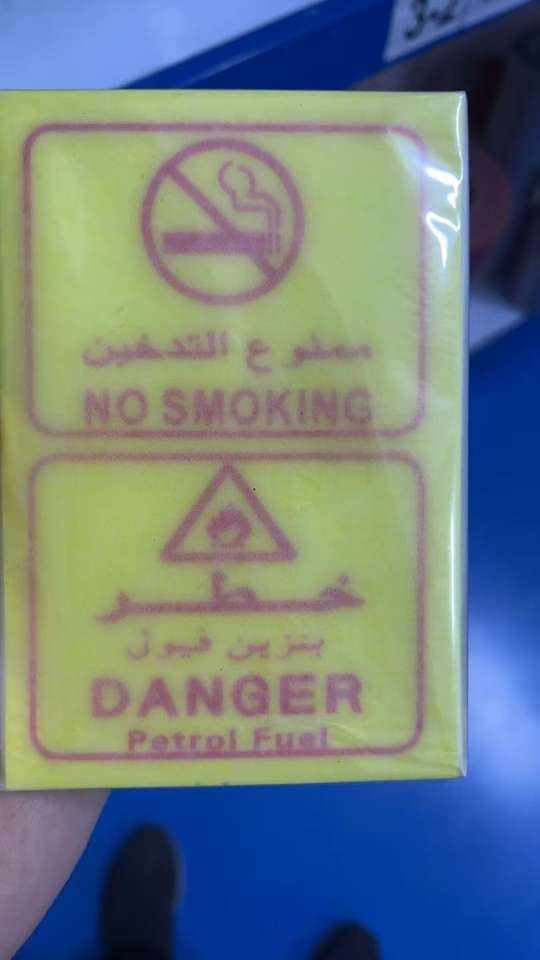 ممنوع التدخين
NO SMOKING
خطر
بنزين فيول
DANGER
Petrol Fuel